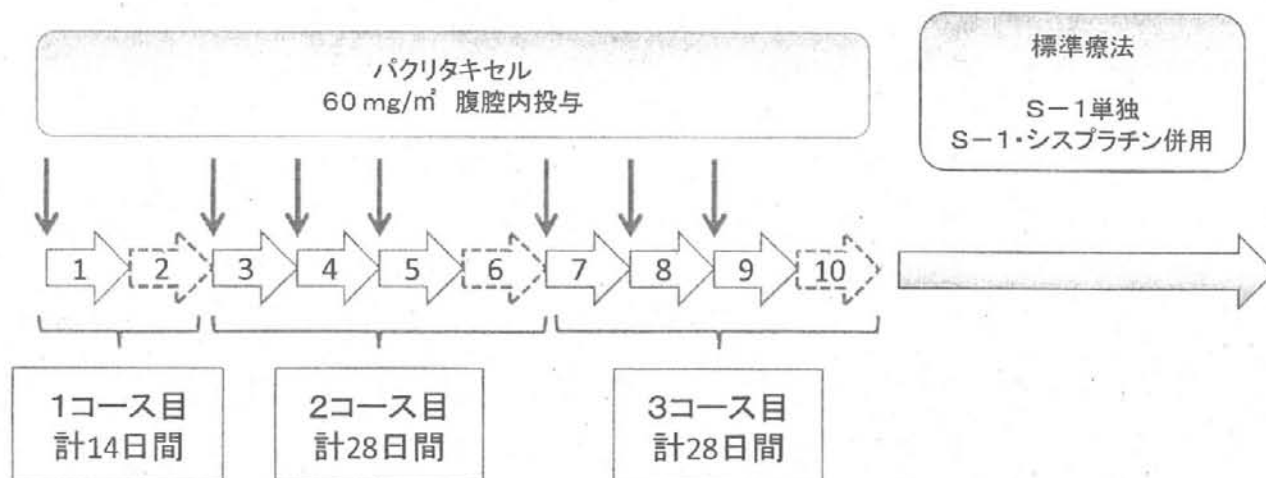 パクリタキセル
60mg/㎡ 腹腔内投与
標準療法
S-1単独
S-1・シスプラチン併用
1 2 3 4 5 6 7 8 9 10
1コース目
計14日間
2コース目
計28日間
3コース目
計28日間